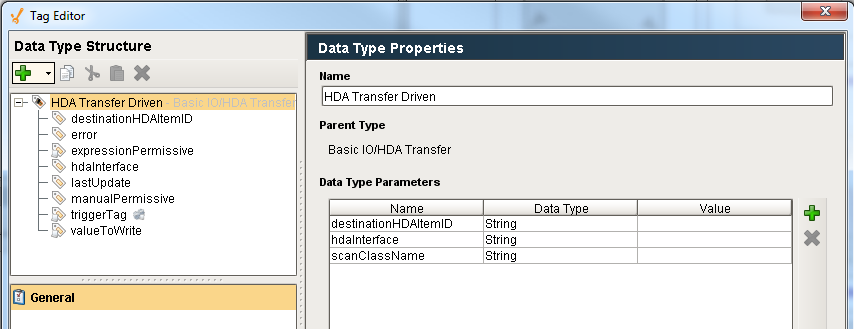 Tag Editor
Data Type Structure
HDA Transfer Driven - Basic IO/HDA Transfer
destinationHDAItemID
error
expressionPermissive
hdaInterface
lastUpdate
manualPermissive
triggerTag
valueToWrite
General
Data Type Properties
Name
HDA Transfer Driven
Parent Type
Basic IO/HDA Transfer
Data Type Parameters
Name Data Type Value
destinationHDAItemID String
hdaInterface String
scanClassName String